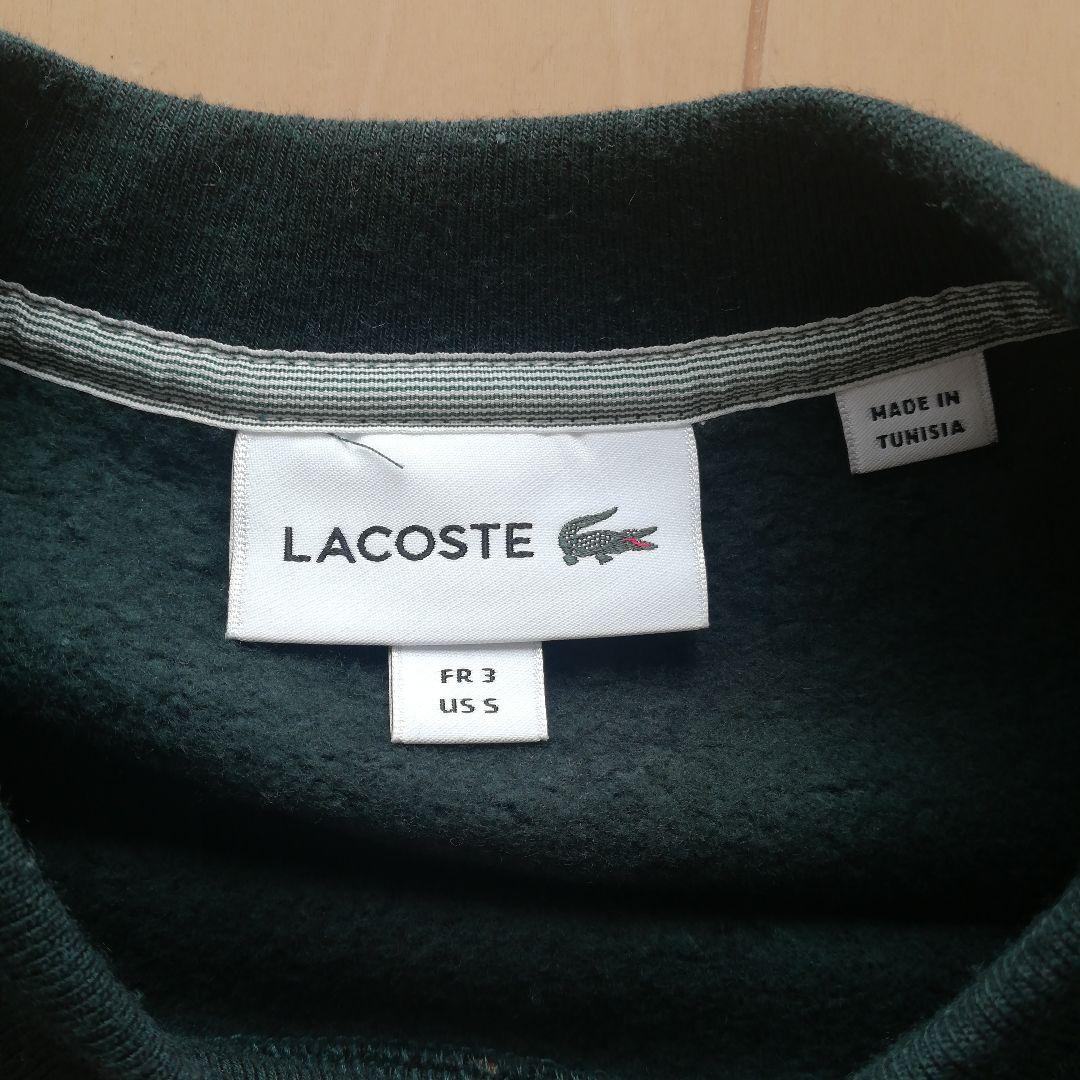 LACOSTE
FR 3
US S
MADE IN
TUNISIA